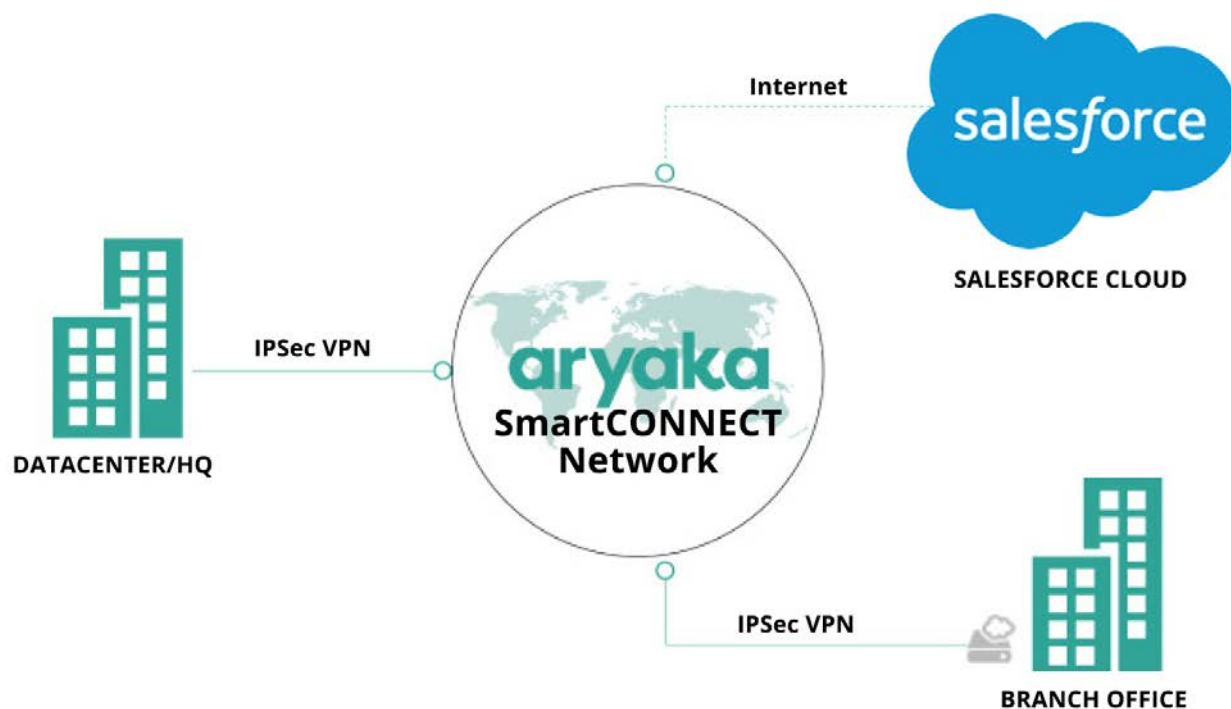 Internet
salesforce
SALESFORCE CLOUD
IPSec VPN
DATACENTER/HQ
aryaka
SmartCONNECT
Network
IPSec VPN
BRANCH OFFICE